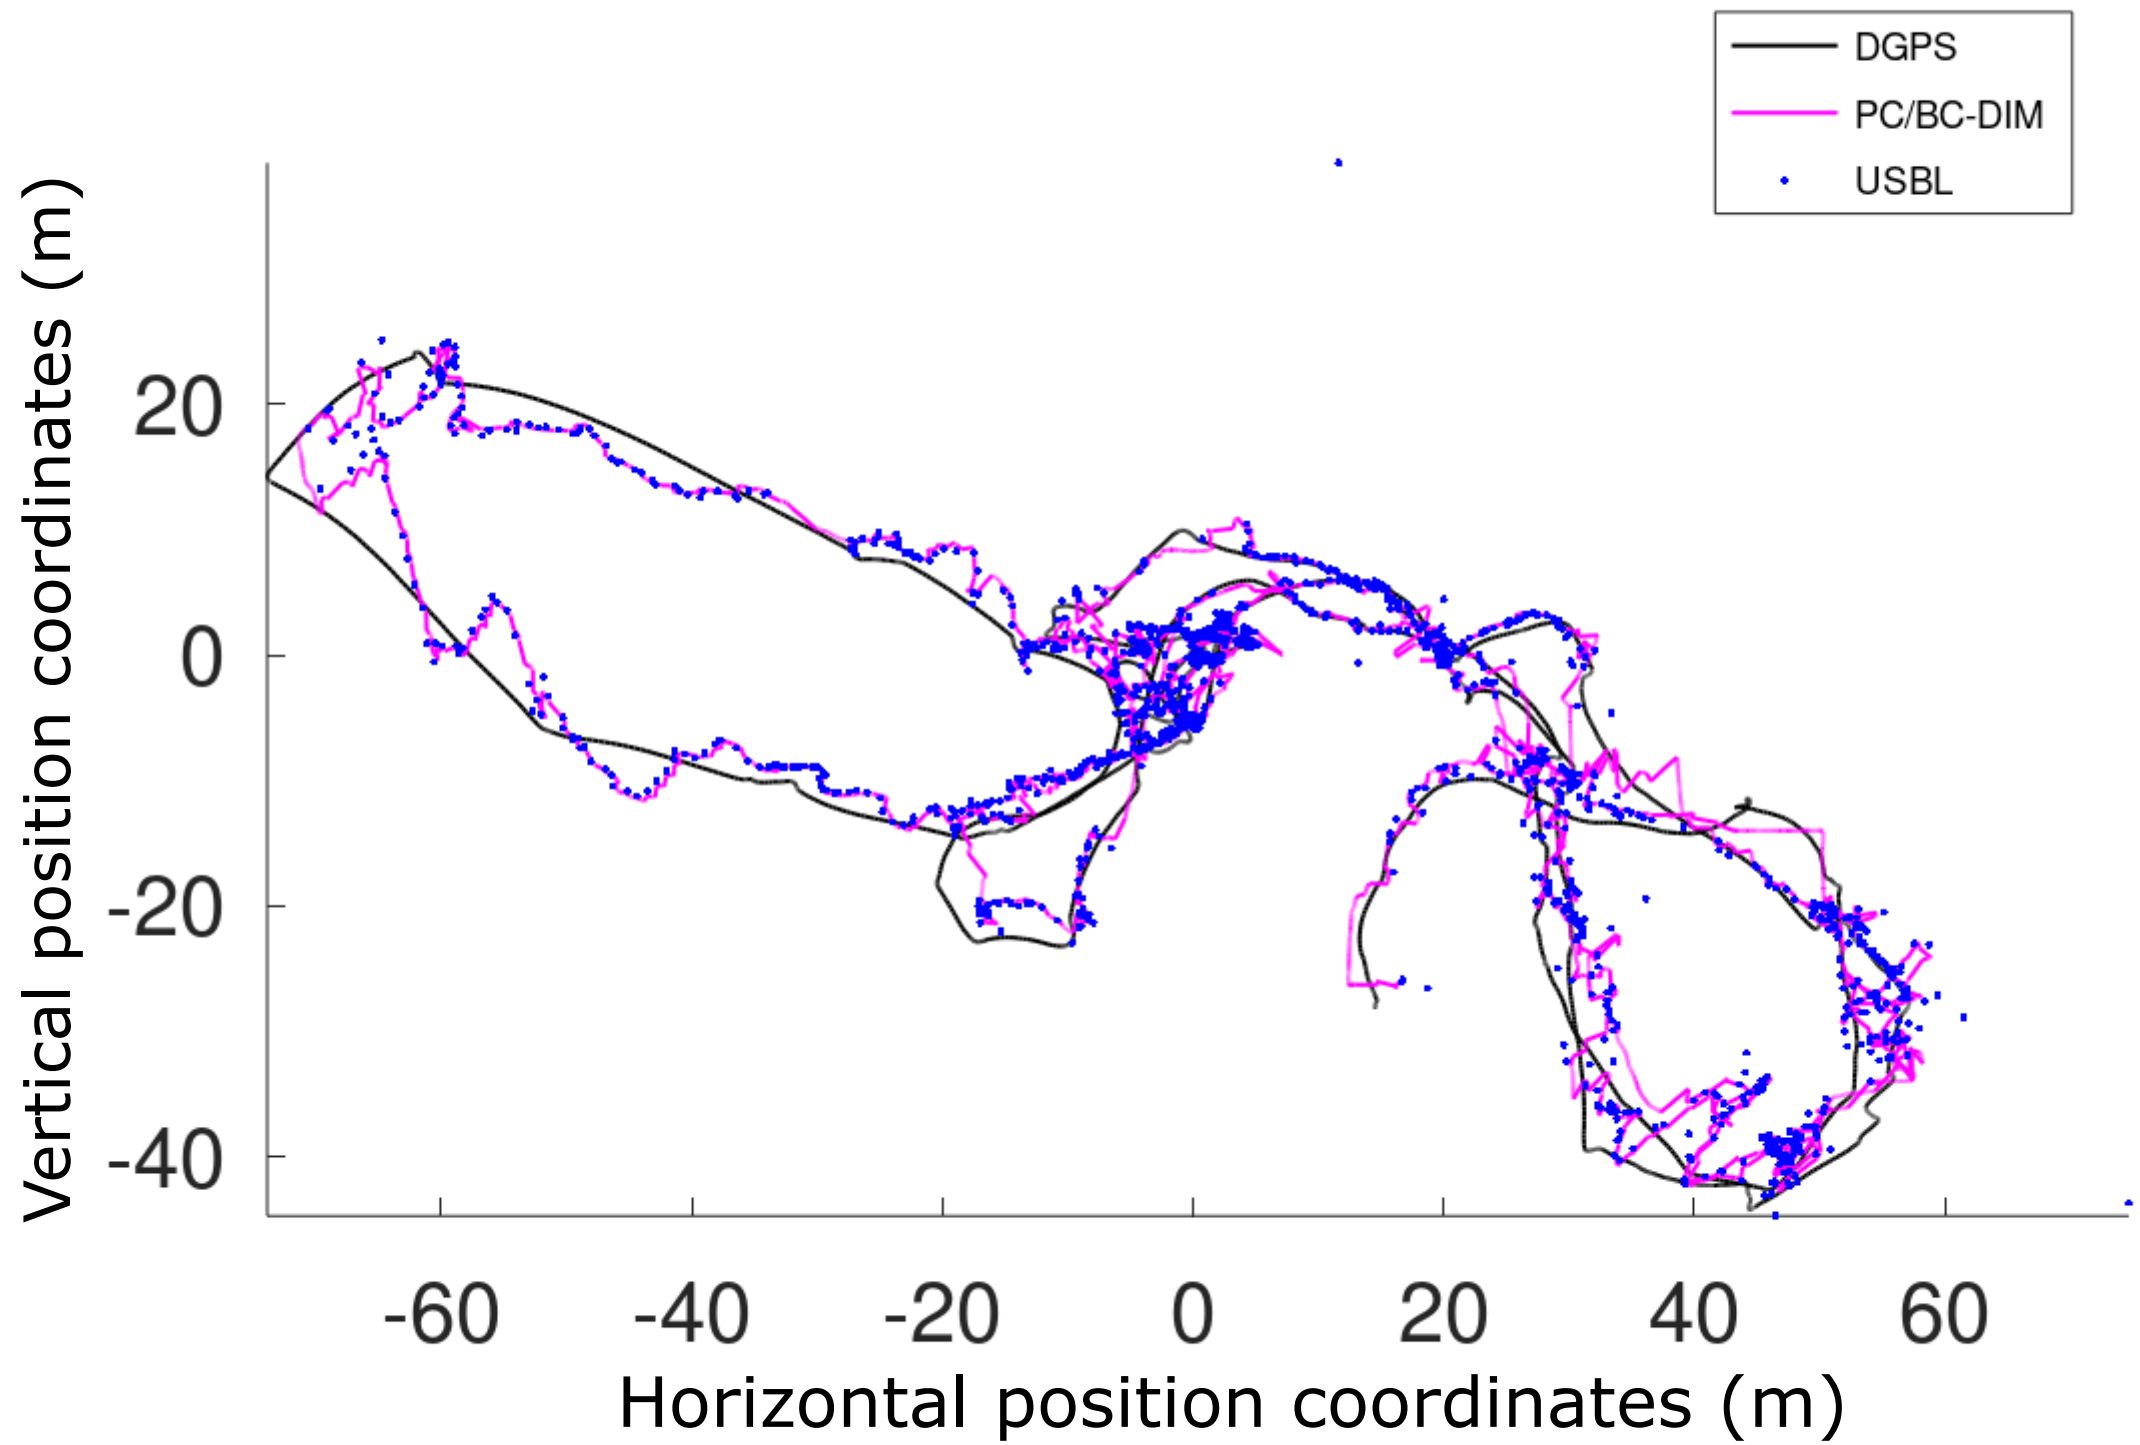 DGPS
PC/BC-DIM
USBL
Vertical position coordinates (m)
20
0
-20
-40
-60 -40 -20 0 20 40 60
Horizontal position coordinates (m)